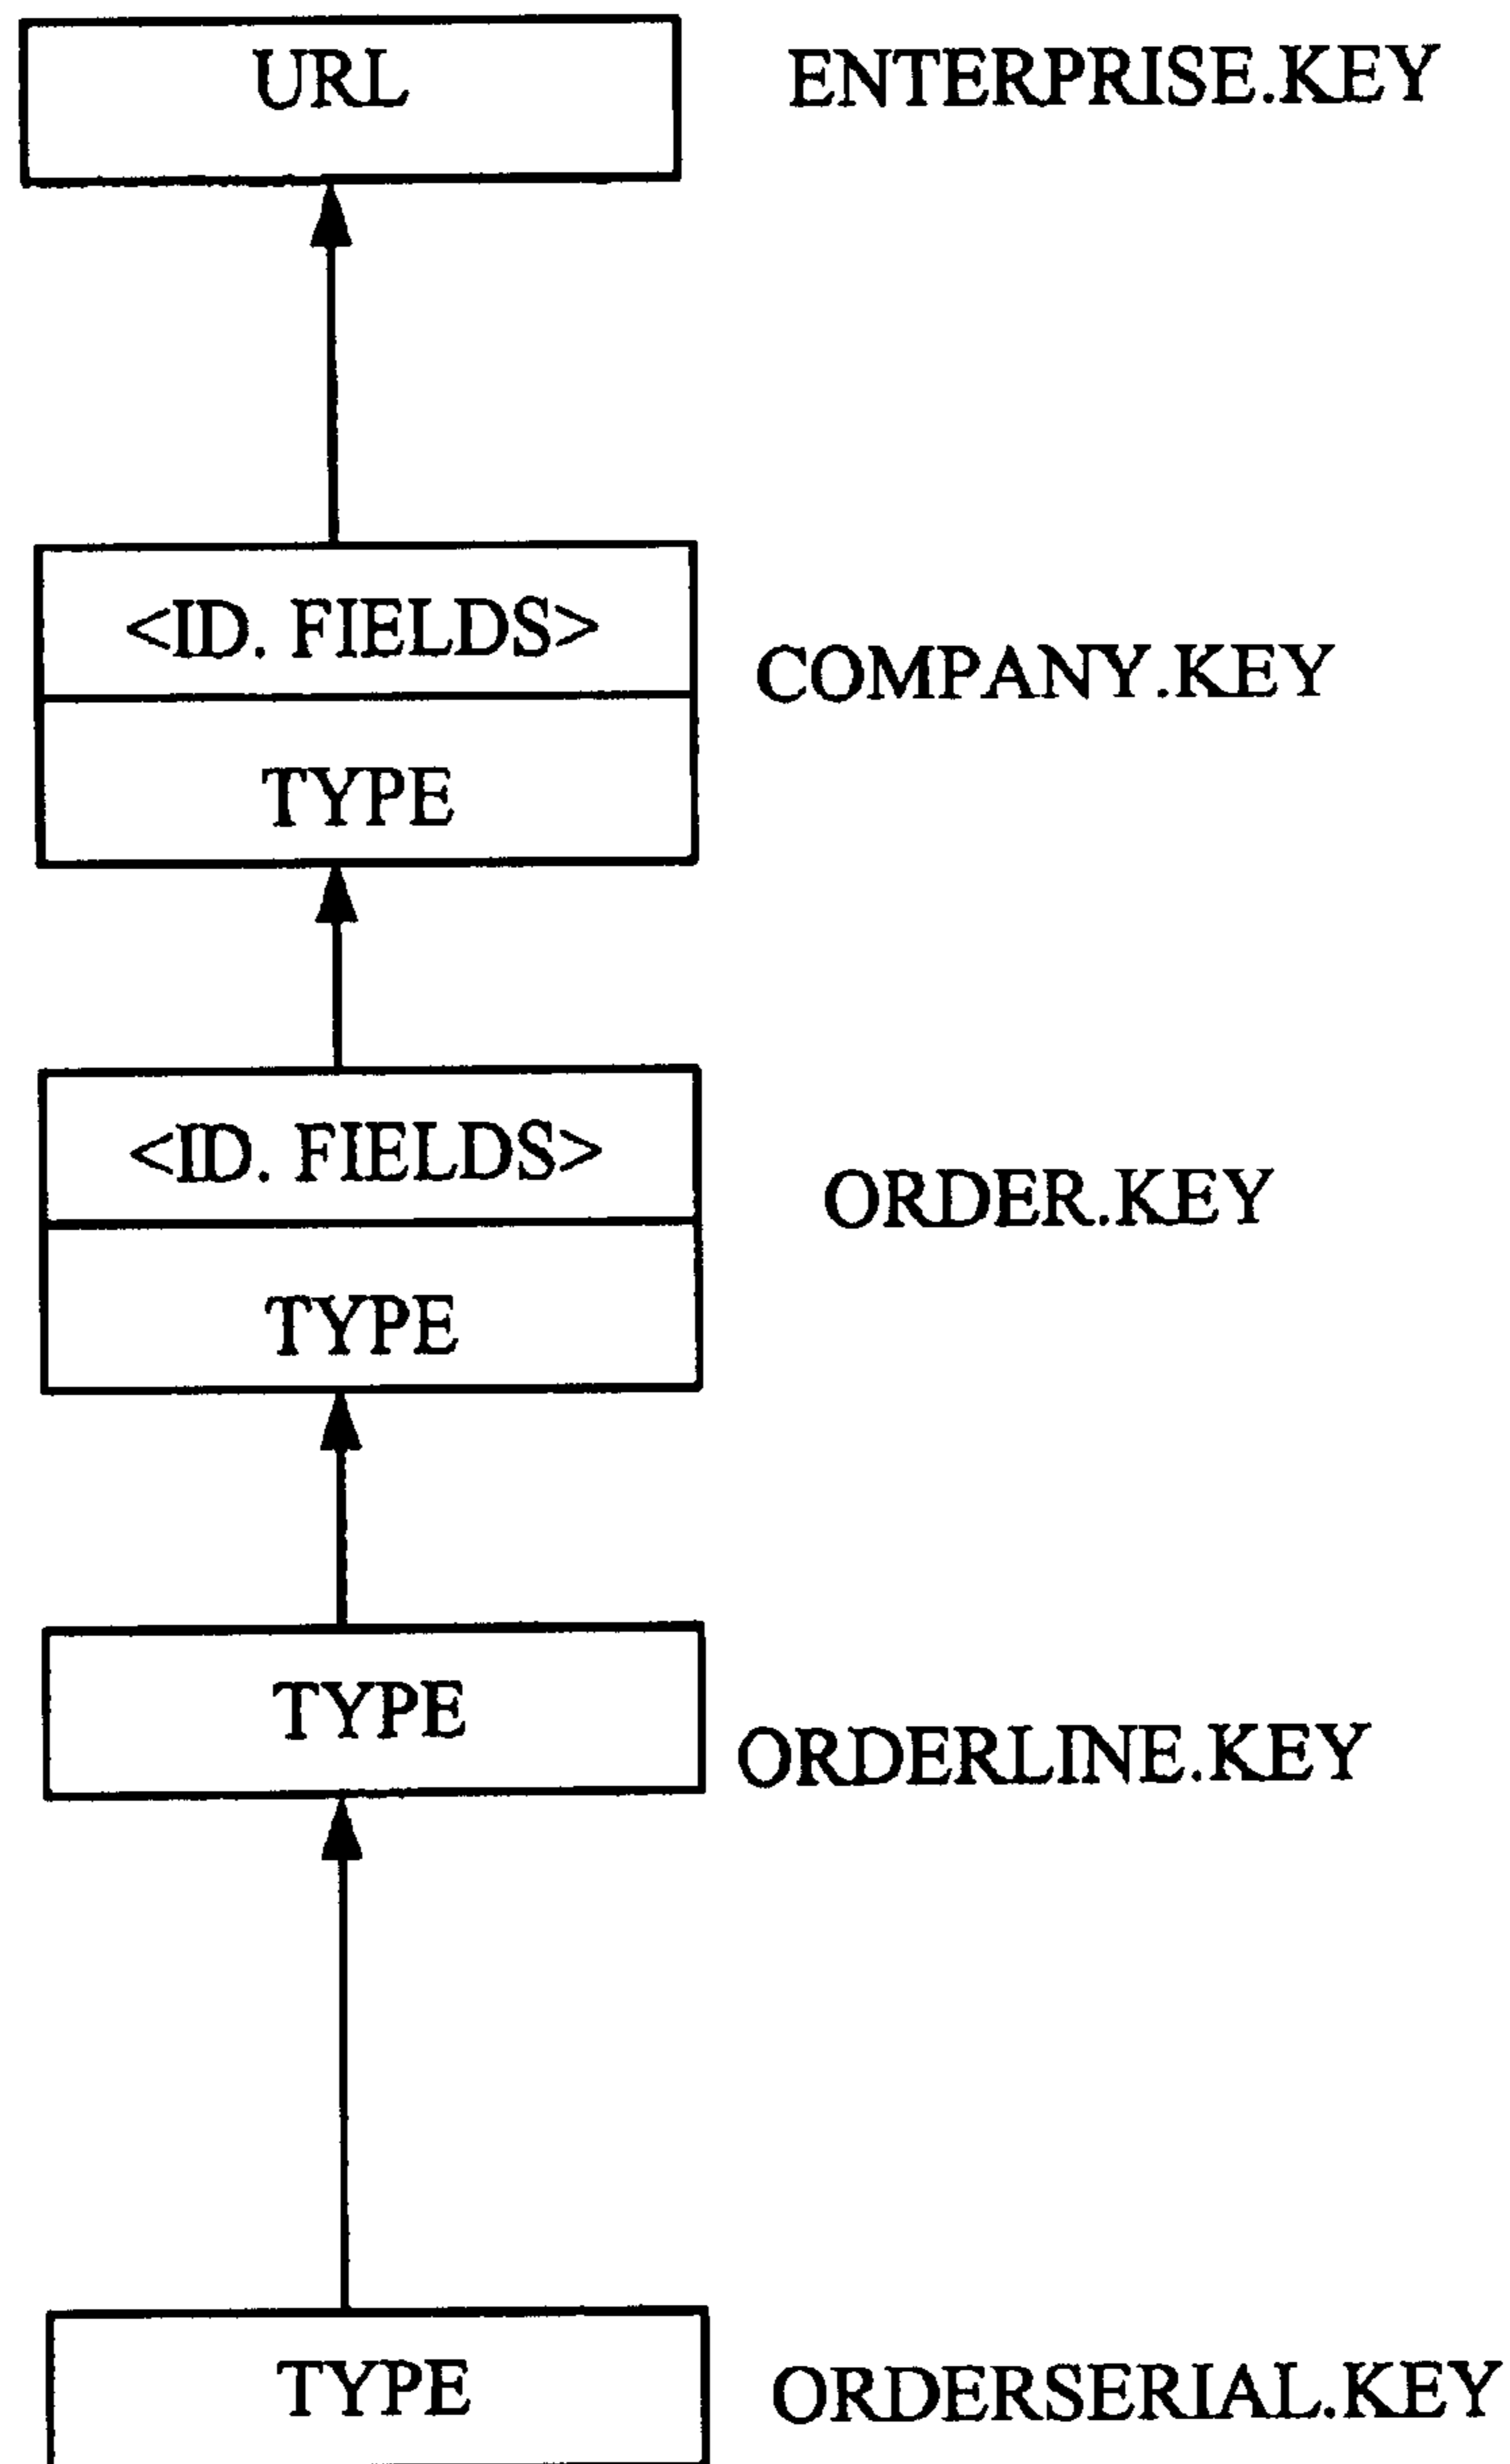 URL
ENTERPRISE.KEY
<ID. FIELDS>
COMPANY.KEY
TYPE
<ID. FIELDS>
ORDER.KEY
TYPE
TYPE
ORDERLINE.KEY
TYPE
ORDERSERIAL.KEY